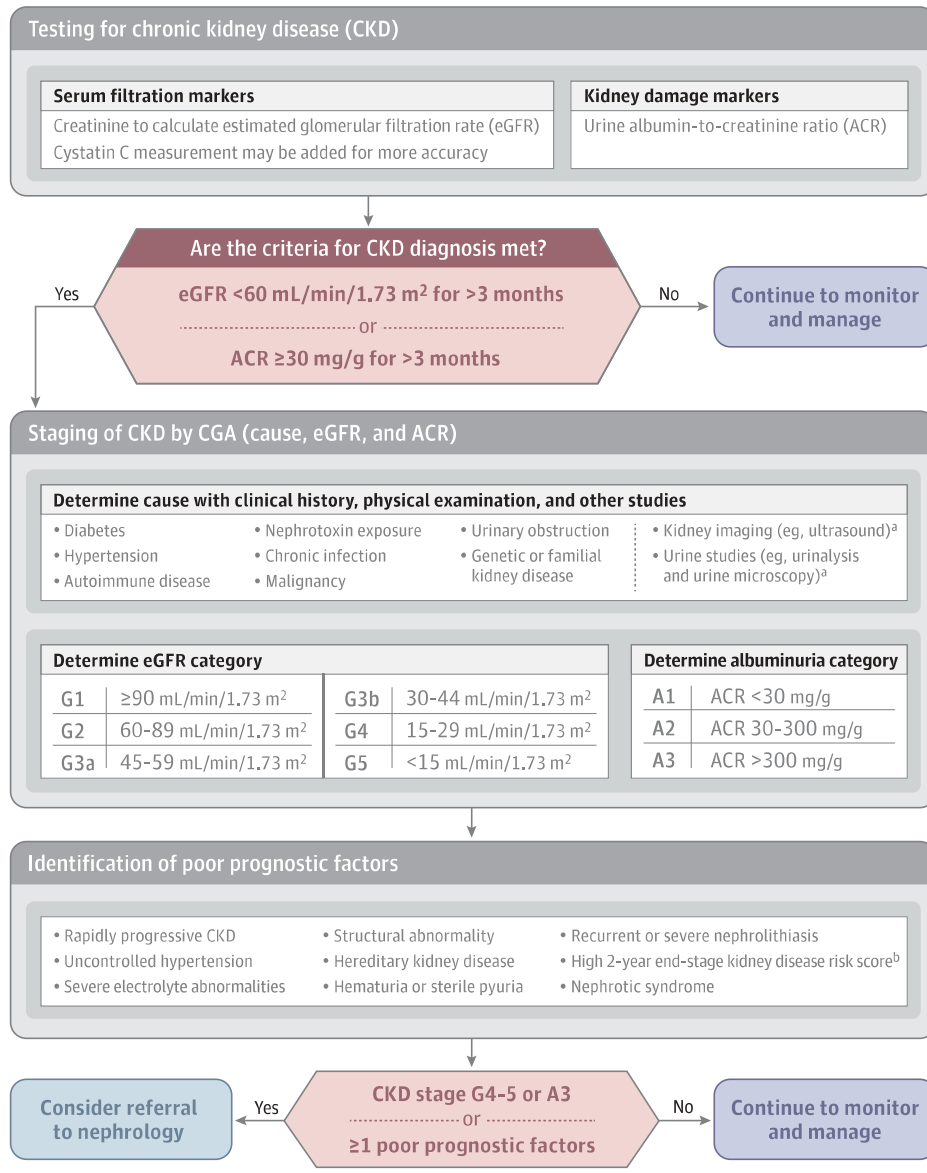 Testing for chronic kidney disease (CKD)
Serum filtration markers
Creatinine to calculate estimated glomerular filtration rate (eGFR)
Cystatin C measurement may be added for more accuracy
Kidney damage markers
Urine albumin-to-creatinine ratio (ACR)
Are the criteria for CKD diagnosis met?
eGFR <60 mL/min/1.73 m² for >3 months
or
ACR ≥30 mg/g for >3 months
Yes
No
Continue to monitor
and manage
Staging of CKD by CGA (cause, eGFR, and ACR)
Determine cause with clinical history, physical examination, and other studies
• Diabetes
• Hypertension
• Autoimmune disease
• Nephrotoxin exposure
• Chronic infection
• Malignancy
• Urinary obstruction
• Genetic or familial
kidney disease
• Kidney imaging (eg, ultrasound)ᵃ
• Urine studies (eg, urinalysis
and urine microscopy)ᵃ
Determine eGFR category
G1 ≥90 mL/min/1.73 m²
G2 60-89 mL/min/1.73 m²
G3a 45-59 mL/min/1.73 m²
G3b 30-44 mL/min/1.73 m²
G4 15-29 mL/min/1.73 m²
G5 <15 mL/min/1.73 m²
Determine albuminuria category
A1 ACR <30 mg/g
A2 ACR 30-300 mg/g
A3 ACR >300 mg/g
Identification of poor prognostic factors
• Rapidly progressive CKD
• Uncontrolled hypertension
• Severe electrolyte abnormalities
• Structural abnormality
• Hereditary kidney disease
• Hematuria or sterile pyuria
• Recurrent or severe nephrolithiasis
• High 2-year end-stage kidney disease risk scoreᵇ
• Nephrotic syndrome
CKD stage G4-5 or A3
or
≥1 poor prognostic factors
Yes
Consider referral
to nephrology
No
Continue to monitor
and manage